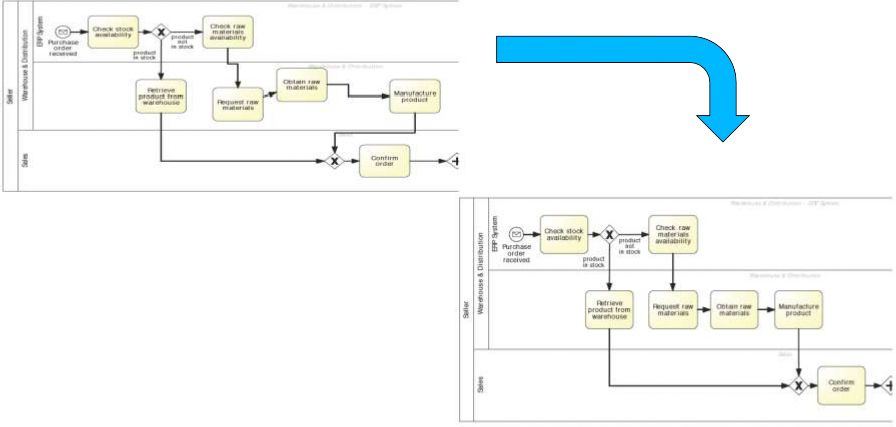 Warehouse & Distribution - ERP System
Seller
Warehouse & Distribution
ERP System
Purchase
order
received
Check stock
availability
product
in stock
product
not
in stock
Check raw
materials
availability
Warehouse & Distribution
Retrieve
product from
warehouse
Request raw
materials
Obtain raw
materials
Manufacture
product
Sales
Sales
Confirm
order
Warehouse & Distribution - ERP System
Seller
Warehouse & Distribution
ERP System
Purchase
order
received
Check stock
availability
product
in stock
product
not
in stock
Check raw
materials
availability
Warehouse & Distribution
Retrieve
product from
warehouse
Request raw
materials
Obtain raw
materials
Manufacture
product
Sales
Sales
Confirm
order